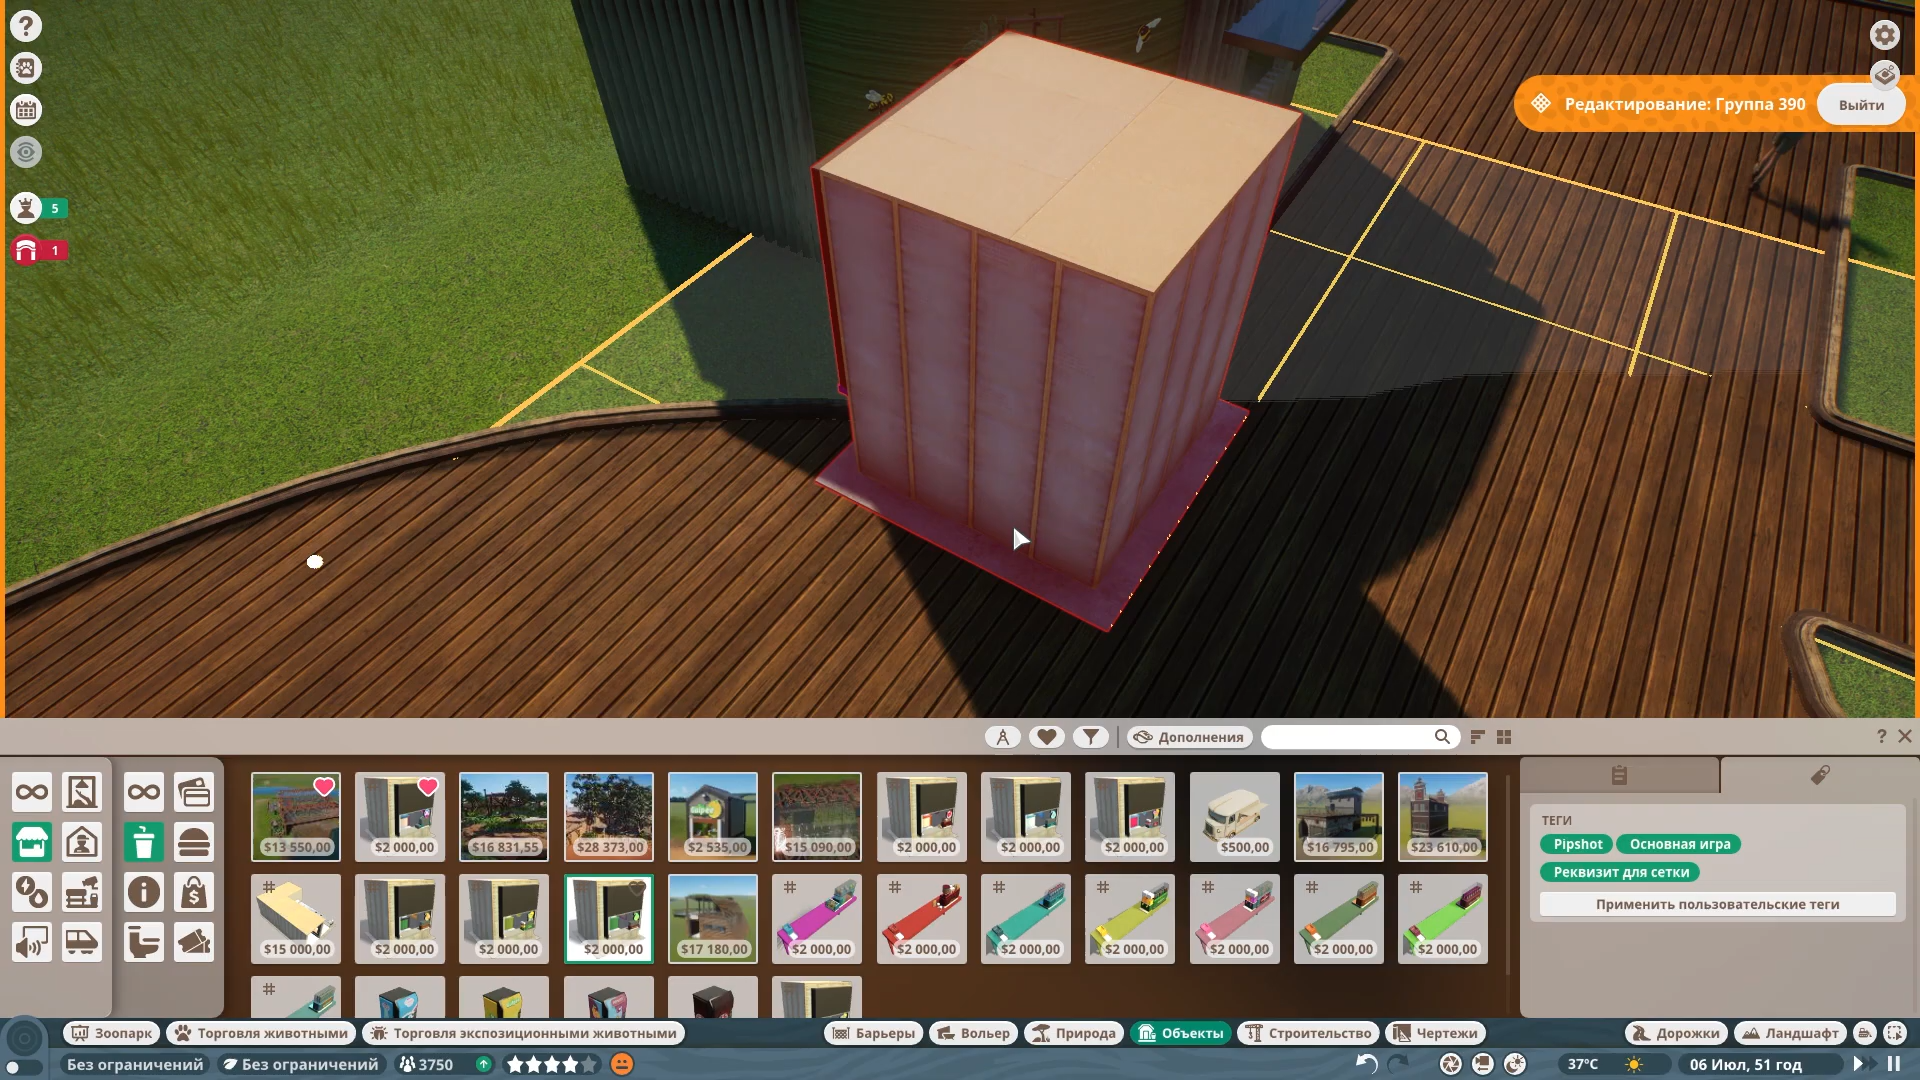 ?
5
1
Редактирование: Группа 390
Выйти
Дополнения
?
$13 550,00
$2 000,00
$16 831,55
$28 373,00
$2 535,00
$15 090,00
$2 000,00
$2 000,00
$2 000,00
$500,00
$16 795,00
$23 610,00
$15 000,00
$2 000,00
$2 000,00
$2 000,00
$17 180,00
$2 000,00
$2 000,00
$2 000,00
$2 000,00
$2 000,00
$2 000,00
$2 000,00
ТЕГИ
Pipshot
Основная игра
Реквизит для сетки
Применить пользовательские теги
Зоопарк
Торговля животными
Торговля экспозиционными животными
Барьеры
Вольер
Природа
Объекты
Строительство
Чертежи
Дорожки
Ландшафт
Без ограничений
Без ограничений
3750
37°C
06 Июл, 51 год